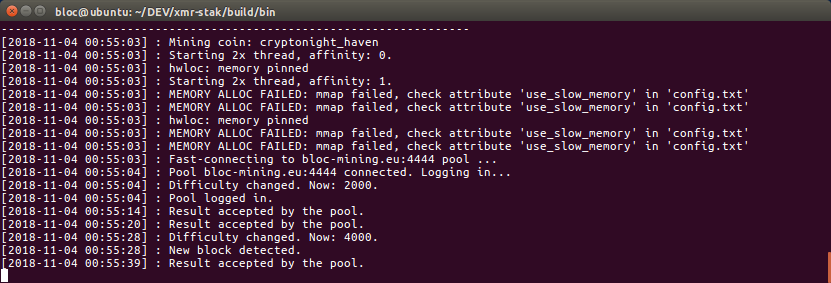 bloc@ubuntu: ~/DEV/xmr-stak/build/bin
-------------------------------------------------------------------
[2018-11-04 00:55:03] : Mining coin: cryptonight_haven
[2018-11-04 00:55:03] : Starting 2x thread, affinity: 0.
[2018-11-04 00:55:03] : hwloc: memory pinned
[2018-11-04 00:55:03] : Starting 2x thread, affinity: 1.
[2018-11-04 00:55:03] : MEMORY ALLOC FAILED: mmap failed, check attribute 'use_slow_memory' in 'config.txt'
[2018-11-04 00:55:03] : MEMORY ALLOC FAILED: mmap failed, check attribute 'use_slow_memory' in 'config.txt'
[2018-11-04 00:55:03] : hwloc: memory pinned
[2018-11-04 00:55:03] : MEMORY ALLOC FAILED: mmap failed, check attribute 'use_slow_memory' in 'config.txt'
[2018-11-04 00:55:03] : MEMORY ALLOC FAILED: mmap failed, check attribute 'use_slow_memory' in 'config.txt'
[2018-11-04 00:55:03] : Fast-connecting to bloc-mining.eu:4444 pool ...
[2018-11-04 00:55:04] : Pool bloc-mining.eu:4444 connected. Logging in...
[2018-11-04 00:55:04] : Difficulty changed. Now: 2000.
[2018-11-04 00:55:04] : Pool logged in.
[2018-11-04 00:55:14] : Result accepted by the pool.
[2018-11-04 00:55:20] : Result accepted by the pool.
[2018-11-04 00:55:28] : Difficulty changed. Now: 4000.
[2018-11-04 00:55:28] : New block detected.
[2018-11-04 00:55:39] : Result accepted by the pool.